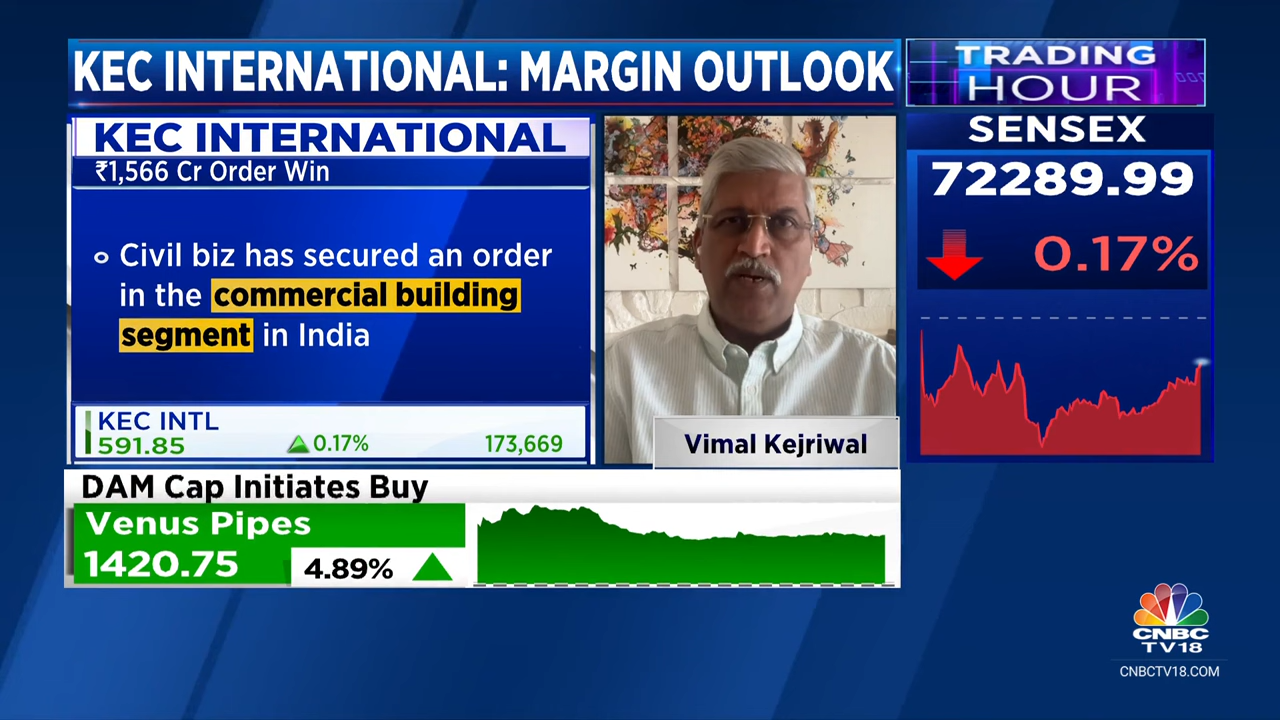 KEC INTERNATIONAL: MARGIN OUTLOOK
TRADING
HOUR
KEC INTERNATIONAL
₹1,566 Cr Order Win
Civil biz has secured an order
in the commercial building
segment in India
KEC INTL
591.85 0.17% 173,669
Vimal Kejriwal
SENSEX
72289.99
0.17%
DAM Cap Initiates Buy
Venus Pipes
1420.75 4.89%
CNBC
TV18
CNBCTV18.COM